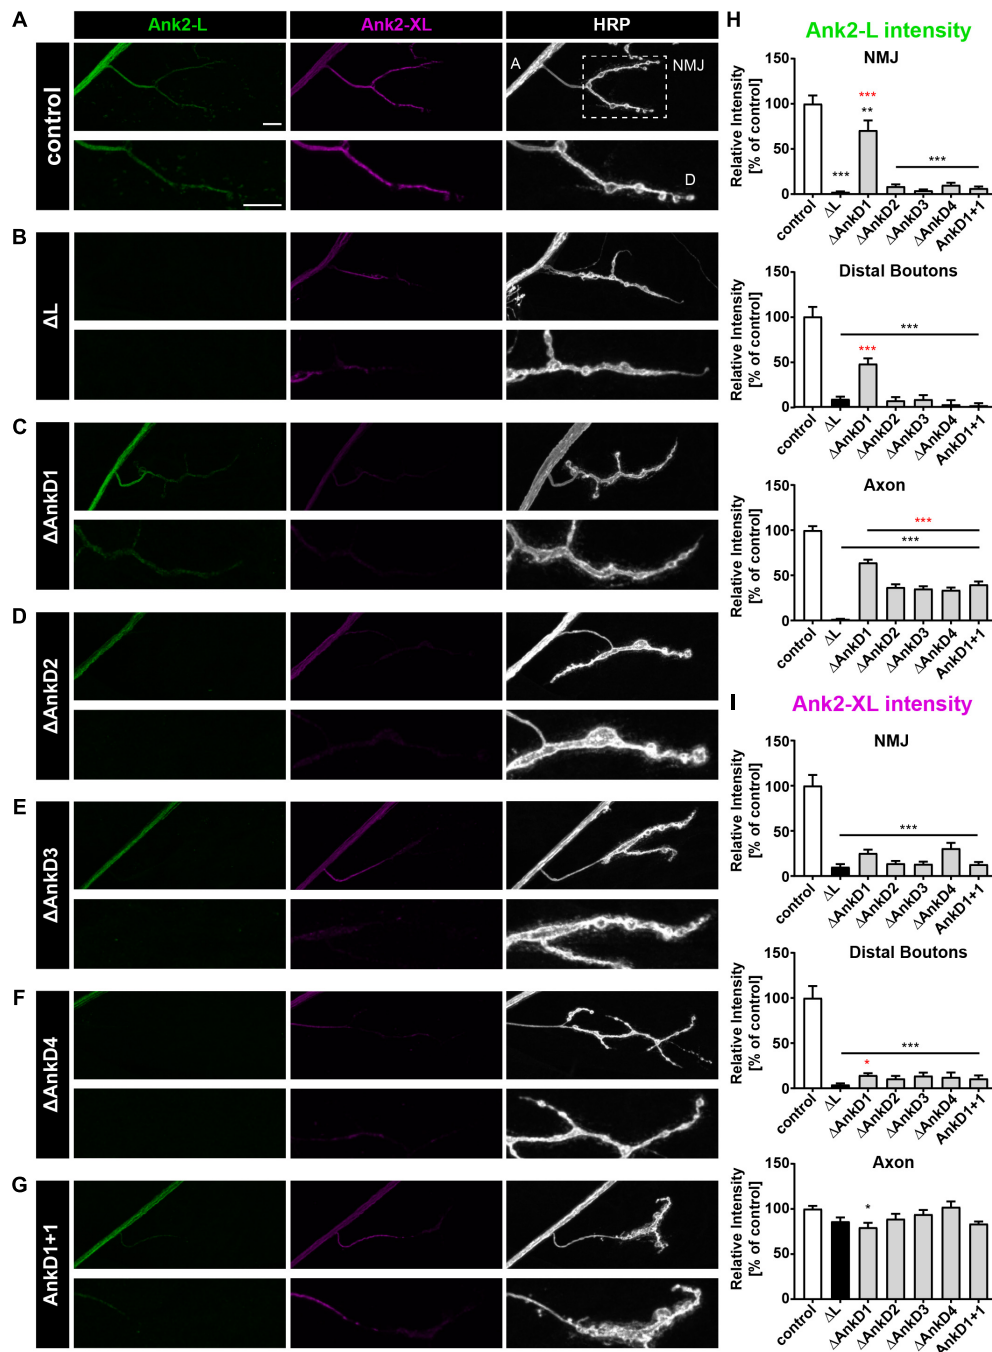 A
Ank2-L
Ank2-XL
HRP
control
A
NMJ
D
B
ΔL
C
ΔAnkD1
D
ΔAnkD2
E
ΔAnkD3
F
ΔAnkD4
G
AnkD1+1
H
Ank2-L intensity
NMJ
Relative Intensity
[% of control]
150
100
50
0
***
***
**
***
control
ΔL
ΔAnkD1
ΔAnkD2
ΔAnkD3
ΔAnkD4
AnkD1+1
Distal Boutons
Relative Intensity
[% of control]
150
100
50
0
***
***
control
ΔL
ΔAnkD1
ΔAnkD2
ΔAnkD3
ΔAnkD4
AnkD1+1
Axon
Relative Intensity
[% of control]
150
100
50
0
***
***
control
ΔL
ΔAnkD1
ΔAnkD2
ΔAnkD3
ΔAnkD4
AnkD1+1
I
Ank2-XL intensity
NMJ
Relative Intensity
[% of control]
150
100
50
0
***
control
ΔL
ΔAnkD1
ΔAnkD2
ΔAnkD3
ΔAnkD4
AnkD1+1
Distal Boutons
Relative Intensity
[% of control]
150
100
50
0
***
*
control
ΔL
ΔAnkD1
ΔAnkD2
ΔAnkD3
ΔAnkD4
AnkD1+1
Axon
Relative Intensity
[% of control]
150
100
50
0
*
control
ΔL
ΔAnkD1
ΔAnkD2
ΔAnkD3
ΔAnkD4
AnkD1+1